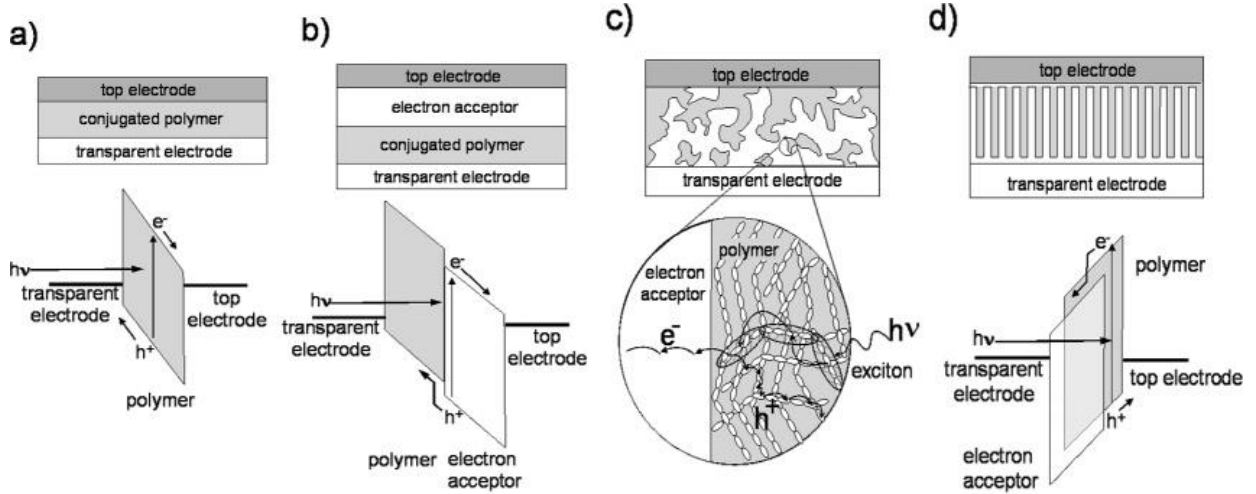 a)
top electrode
conjugated polymer
transparent electrode
e-
hν
transparent
electrode
top
electrode
h+
polymer
b)
top electrode
electron acceptor
conjugated polymer
transparent electrode
e-
hν
transparent
electrode
top
electrode
h+
polymer
electron
acceptor
c)
top electrode
transparent electrode
polymer
electron
acceptor
e-
hν
exciton
h+
d)
top electrode
transparent electrode
e-
polymer
hν
transparent
electrode
top electrode
h+
electron
acceptor